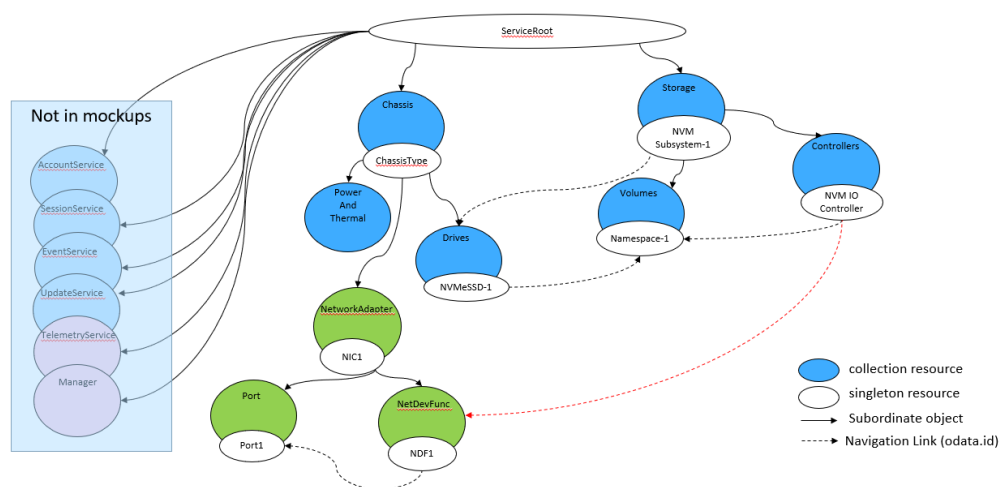 ServiceRoot
Not in mockups
AccountService
SessionService
EventService
UpdateService
TelemetryService
Manager
Chassis
ChassisType
Power
And
Thermal
Drives
NVMeSSD-1
Storage
NVM
Subsystem-1
Volumes
Namespace-1
Controllers
NVM IO
Controller
NetworkAdapter
NIC1
Port
Port1
NetDevFunc
NDF1
collection resource
singleton resource
Subordinate object
Navigation Link (odata.id)